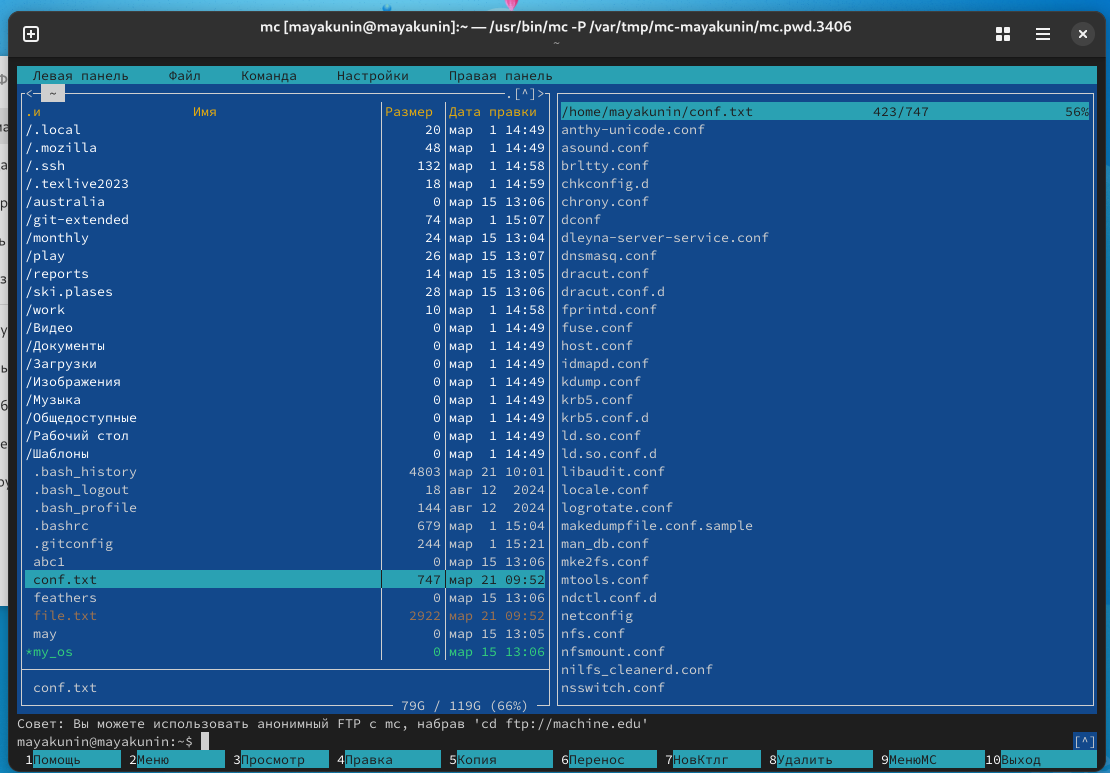 mc [mayakunin@mayakunin]:~ — /usr/bin/mc -P /var/tmp/mc-mayakunin/mc.pwd.3406
~
Левая панель Файл Команда Настройки Правая панель
<─ ~ .[^]>
.и Имя Размер Дата правки
/.local 20 мар 1 14:49
/.mozilla 48 мар 1 14:49
/.ssh 132 мар 1 14:58
/.texlive2023 18 мар 1 14:59
/australia 0 мар 15 13:06
/git-extended 74 мар 1 15:07
/monthly 24 мар 15 13:04
/play 26 мар 15 13:07
/reports 14 мар 15 13:05
/ski.plases 28 мар 15 13:06
/work 10 мар 1 14:58
/Видео 0 мар 1 14:49
/Документы 0 мар 1 14:49
/Загрузки 0 мар 1 14:49
/Изображения 0 мар 1 14:49
/Музыка 0 мар 1 14:49
/Общедоступные 0 мар 1 14:49
/Рабочий стол 0 мар 1 14:49
/Шаблоны 0 мар 1 14:49
.bash_history 4803 мар 21 10:01
.bash_logout 18 авг 12 2024
.bash_profile 144 авг 12 2024
.bashrc 679 мар 1 15:04
.gitconfig 244 мар 1 15:21
abc1 0 мар 15 13:06
conf.txt 747 мар 21 09:52
feathers 0 мар 15 13:06
file.txt 2922 мар 21 09:52
may 0 мар 15 13:05
*my_os 0 мар 15 13:06
conf.txt
79G / 119G (66%)
/home/mayakunin/conf.txt 423/747 56%
anthy-unicode.conf
asound.conf
brltty.conf
chkconfig.d
chrony.conf
dconf
dleyna-server-service.conf
dnsmasq.conf
dracut.conf
dracut.conf.d
fprintd.conf
fuse.conf
host.conf
idmapd.conf
kdump.conf
krb5.conf
krb5.conf.d
ld.so.conf
ld.so.conf.d
libaudit.conf
locale.conf
logrotate.conf
makedumpfile.conf.sample
man_db.conf
mke2fs.conf
mtools.conf
ndctl.conf.d
netconfig
nfs.conf
nfsmount.conf
nilfs_cleanerd.conf
nsswitch.conf
Совет: Вы можете использовать анонимный FTP с mc, набрав 'cd ftp://machine.edu'
mayakunin@mayakunin:~$ [^]
1Помощь 2Меню 3Просмотр 4Правка 5Копия 6Перенос 7НовКтлг 8Удалить 9МенюMC 10Выход